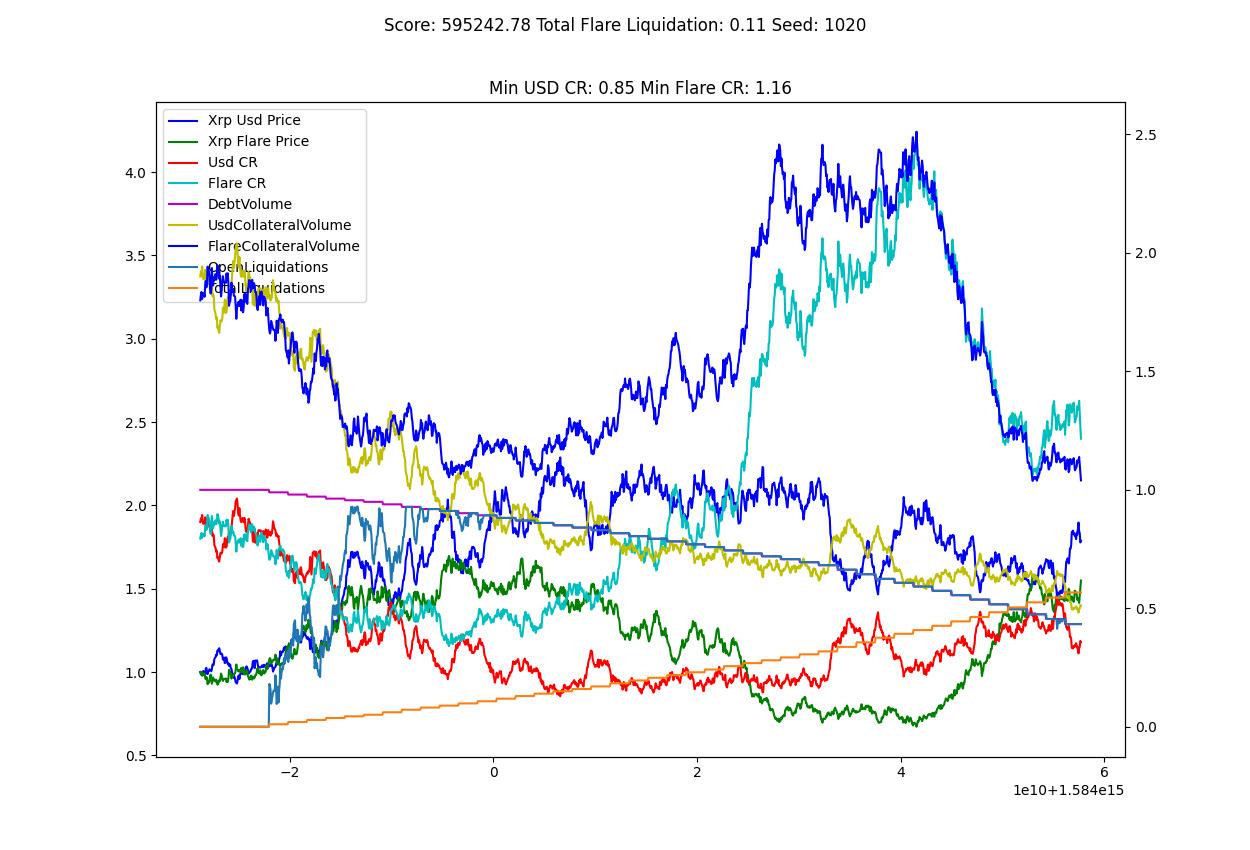 Score: 595242.78 Total Flare Liquidation: 0.11 Seed: 1020
Min USD CR: 0.85 Min Flare CR: 1.16
Xrp Usd Price
Xrp Flare Price
Usd CR
Flare CR
DebtVolume
UsdCollateralVolume
FlareCollateralVolume
OpenLiquidations
TotalLiquidations
4.0
3.5
3.0
2.5
2.0
1.5
1.0
0.5
2.5
2.0
1.5
1.0
0.5
0.0
−2 0 2 4 6
1e10+1.584e15